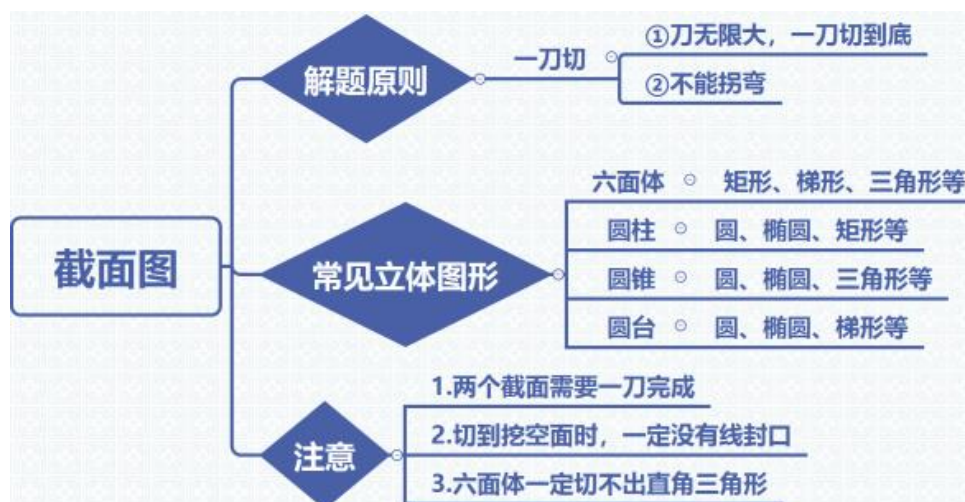 截面图
解题原则
一刀切
①刀无限大，一刀切到底
②不能拐弯
常见立体图形
六面体 矩形、梯形、三角形等
圆柱 圆、椭圆、矩形等
圆锥 圆、椭圆、三角形等
圆台 圆、椭圆、梯形等
注意
1.两个截面需要一刀完成
2.切到挖空面时，一定没有线封口
3.六面体一定切不出直角三角形